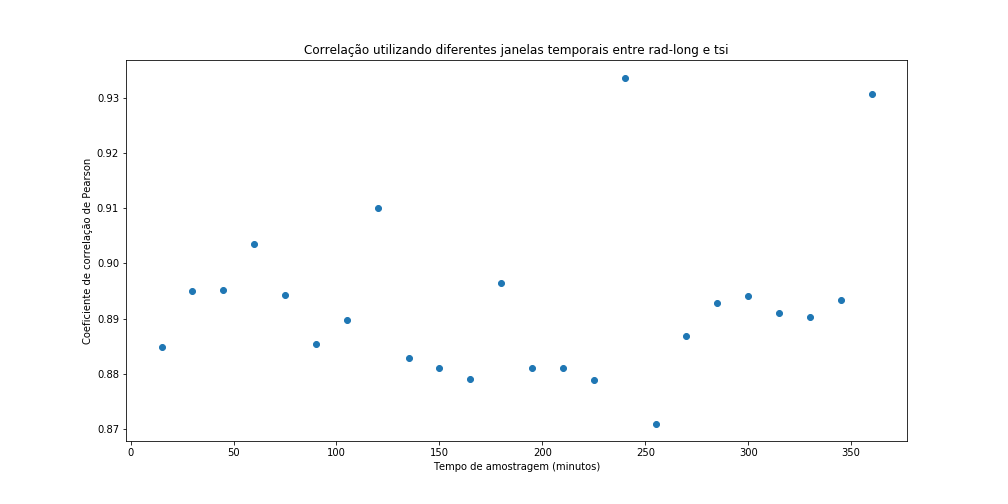 Correlação utilizando diferentes janelas temporais entre rad-long e tsi
Coeficiente de correlação de Pearson
0.93
0.92
0.91
0.90
0.89
0.88
0.87
0 50 100 150 200 250 300 350
Tempo de amostragem (minutos)